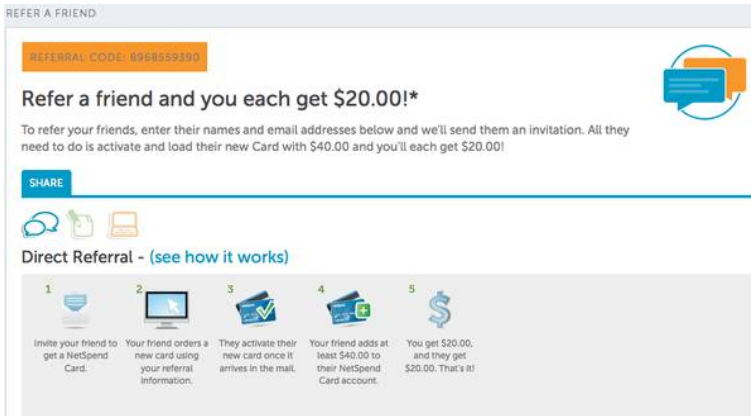 REFER A FRIEND
REFERRAL CODE: 8968559390
Refer a friend and you each get $20.00!*
To refer your friends, enter their names and email addresses below and we'll send them an invitation. All they
need to do is activate and load their new Card with $40.00 and you'll each get $20.00!
SHARE
Direct Referral - (see how it works)
1 2 3 4 5
Invite your friend to get a NetSpend Card.
Your friend orders a new card using your referral information.
They activate their new card once it arrives in the mail.
Your friend adds at least $40.00 to their NetSpend Card account.
You get $20.00, and they get $20.00. That's it!